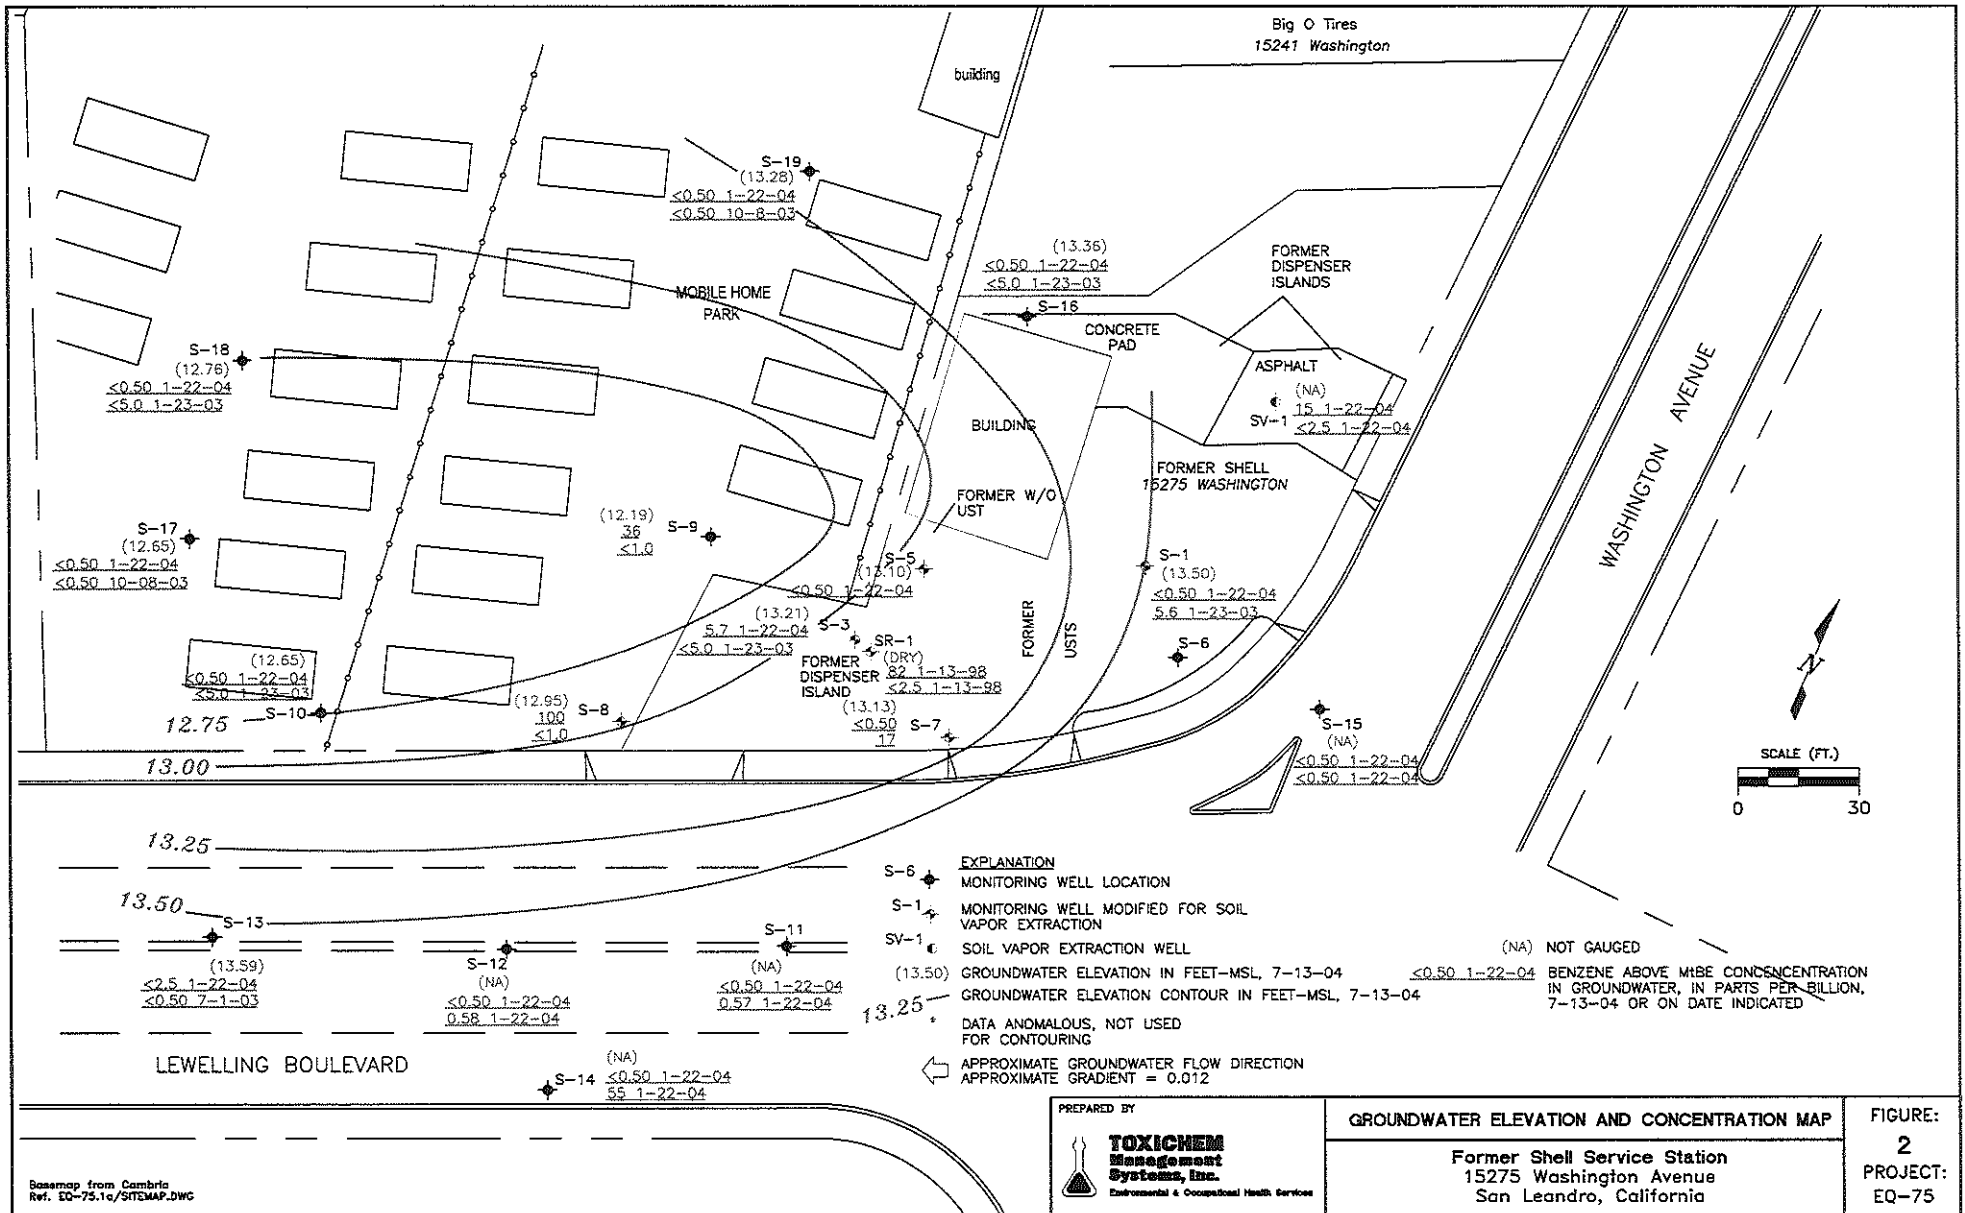 Big O Tires
15241 Washington
building
S-19
(13.28)
<0.50 1-22-04
<0.50 10-8-03
(13.36)
<0.50 1-22-04
<5.0 1-23-03
S-16
FORMER
DISPENSER
ISLANDS
MOBILE HOME
PARK
CONCRETE
PAD
S-18
(12.76)
<0.50 1-22-04
<5.0 1-23-03
ASPHALT
(NA)
SV-1
15 1-22-04
<2.5 1-22-04
BUILDING
WASHINGTON AVENUE
FORMER SHELL
15275 WASHINGTON
FORMER W/O
UST
S-17
(12.65)
<0.50 1-22-04
<0.50 10-08-03
(12.19)
36
<1.0
S-9
S-5
(13.10)
<0.50 1-22-04
S-1
(13.50)
<0.50 1-22-04
5.6 1-23-03
(13.21)
5.7 1-22-04
<5.0 1-23-03
S-3
SR-1
(DRY)
82 1-13-98
<2.5 1-13-98
FORMER
DISPENSER
ISLAND
FORMER
USTS
S-6
(12.65)
<0.50 1-22-04
<5.0 1-23-03
S-10
(12.95)
100
<1.0
S-8
(13.13)
<0.50
17
S-7
S-15
(NA)
<0.50 1-22-04
<0.50 1-22-04
N
SCALE (FT.)
0 30
12.75
13.00
13.25
13.50
S-13
(13.59)
<2.5 1-22-04
<0.50 7-1-03
S-12
(NA)
<0.50 1-22-04
0.58 1-22-04
S-11
(NA)
<0.50 1-22-04
0.57 1-22-04
LEWELLING BOULEVARD
S-14
(NA)
<0.50 1-22-04
55 1-22-04
EXPLANATION
S-6 MONITORING WELL LOCATION
S-1 MONITORING WELL MODIFIED FOR SOIL
VAPOR EXTRACTION
SV-1 SOIL VAPOR EXTRACTION WELL
(13.50) GROUNDWATER ELEVATION IN FEET-MSL, 7-13-04
13.25 GROUNDWATER ELEVATION CONTOUR IN FEET-MSL, 7-13-04
* DATA ANOMALOUS, NOT USED
FOR CONTOURING
APPROXIMATE GROUNDWATER FLOW DIRECTION
APPROXIMATE GRADIENT = 0.012
(NA) NOT GAUGED
<0.50 1-22-04 BENZENE ABOVE MtBE CONCENCENTRATION
IN GROUNDWATER, IN PARTS PER BILLION,
7-13-04 OR ON DATE INDICATED
Basemap from Cambria
Ref. EQ-75.1a/SITEMAP.DWG
PREPARED BY
TOXICHEM
Management
Systems, Inc.
Environmental & Occupational Health Services
GROUNDWATER ELEVATION AND CONCENTRATION MAP
Former Shell Service Station
15275 Washington Avenue
San Leandro, California
FIGURE:
2
PROJECT:
EQ-75